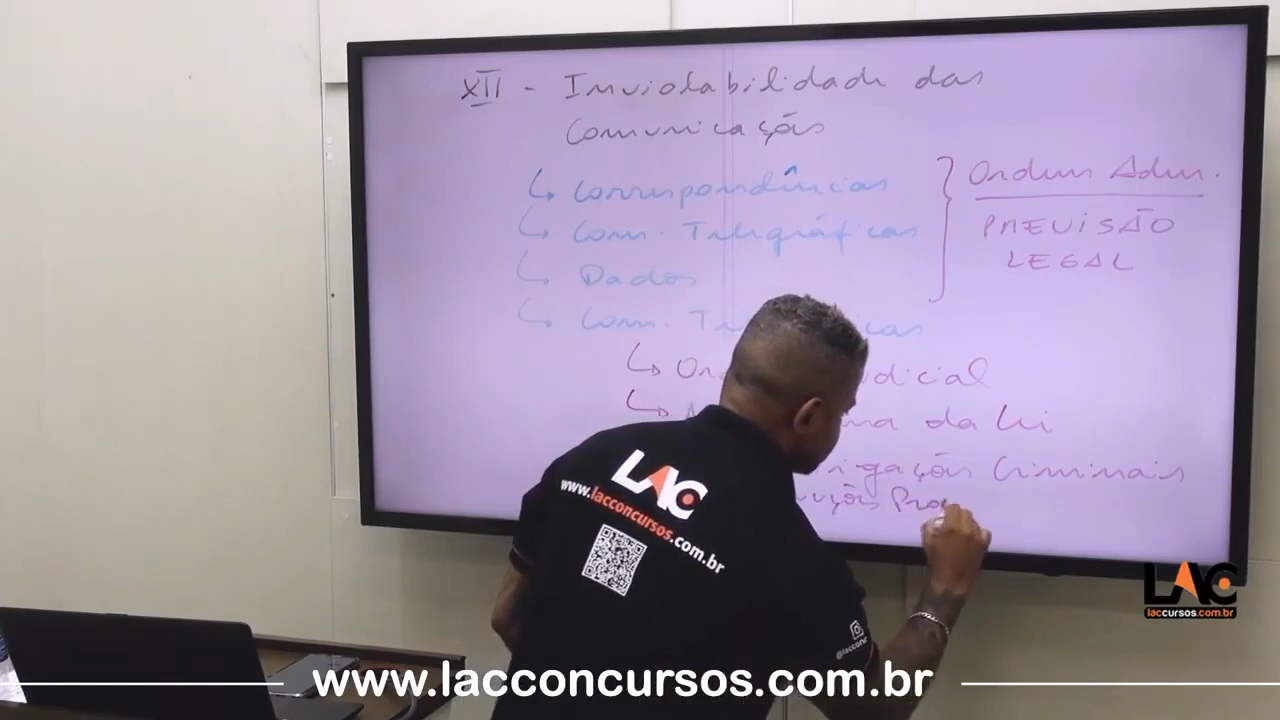 XII - Inviolabilidade das
Comunicações
↳ Correspondências
↳ Com. Telegráficas
↳ Dados
↳ Com.
↳ dicial
↳ da Lei
Criminais
Ordem Adm.
PREVISÃO
LEGAL
LAC
www.lacconcursos.com.br
LAC
laccursos.com.br
www.lacconcursos.com.br